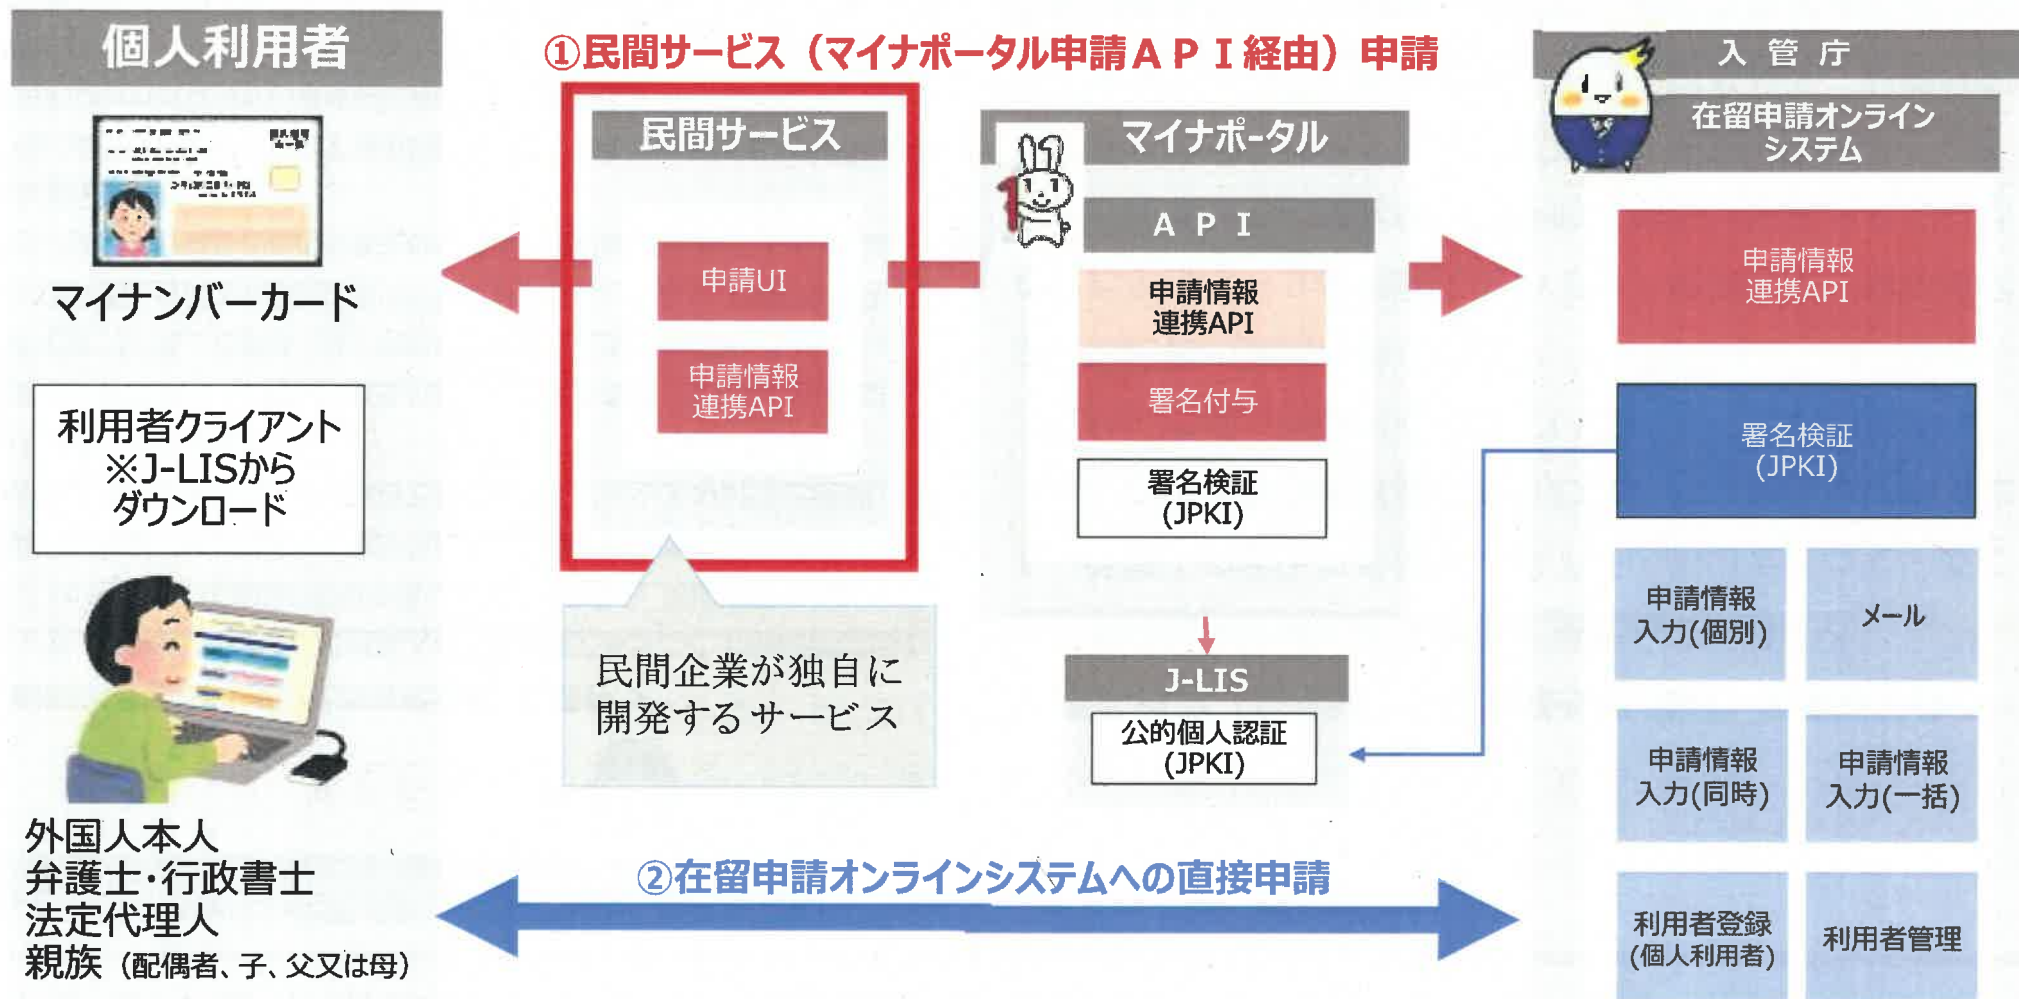 個人利用者
マイナンバーカード
利用者クライアント
※J-LISから
ダウンロード
外国人本人
弁護士・行政書士
法定代理人
親族（配偶者、子、父又は母）
①民間サービス（マイナポータル申請ＡＰＩ経由）申請
民間サービス
申請UI
申請情報
連携API
民間企業が独自に
開発するサービス
マイナポータル
ＡＰＩ
申請情報
連携API
署名付与
署名検証
(JPKI)
J-LIS
公的個人認証
(JPKI)
②在留申請オンラインシステムへの直接申請
入管庁
在留申請オンライン
システム
申請情報
連携API
署名検証
(JPKI)
申請情報
入力(個別)
メール
申請情報
入力(同時)
申請情報
入力(一括)
利用者登録
(個人利用者)
利用者管理